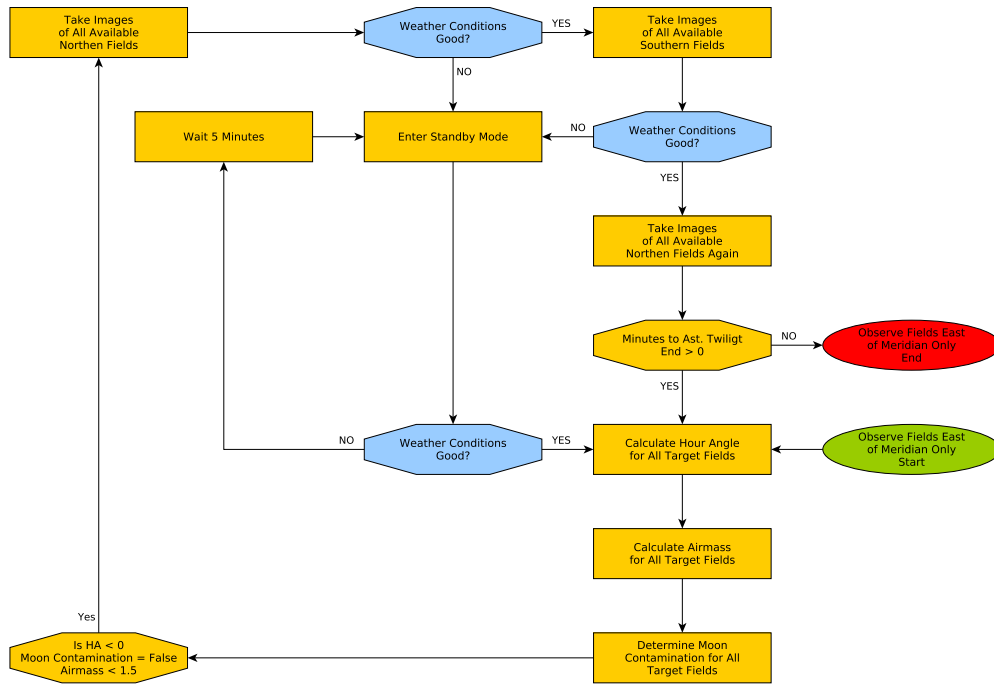 Take Images
of All Available
Northen Fields
Weather Conditions
Good?
YES
Take Images
of All Available
Southern Fields
NO
Wait 5 Minutes
Enter Standby Mode
NO
Weather Conditions
Good?
YES
Take Images
of All Available
Northen Fields Again
Minutes to Ast. Twiligt
End > 0
NO
Observe Fields East
of Meridian Only
End
YES
NO
Weather Conditions
Good?
YES
Calculate Hour Angle
for All Target Fields
Observe Fields East
of Meridian Only
Start
Calculate Airmass
for All Target Fields
Yes
Is HA < 0
Moon Contamination = False
Airmass < 1.5
Determine Moon
Contamination for All
Target Fields